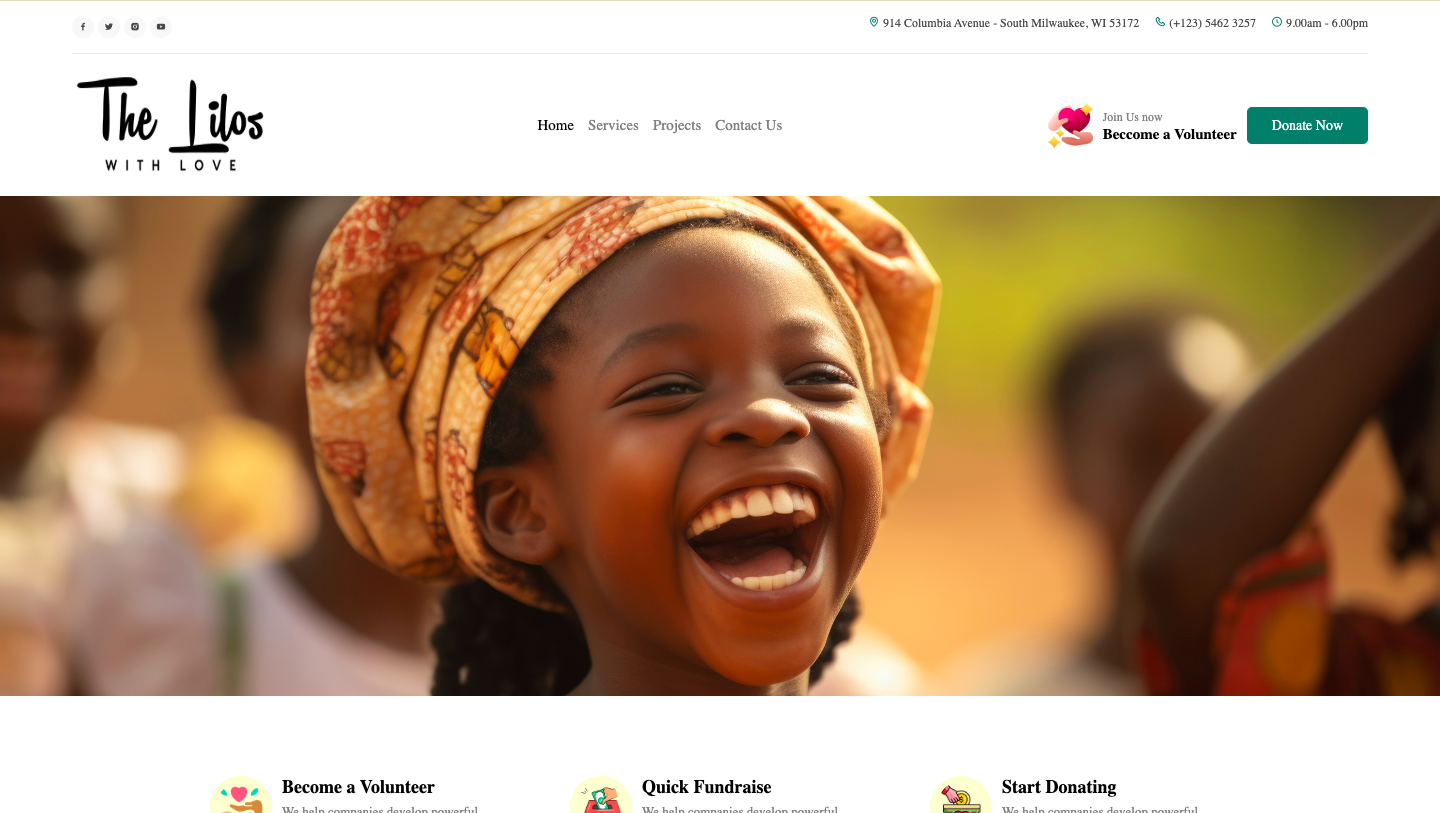 914 Columbia Avenue - South Milwaukee, WI 53172 (+123) 5462 3257 9.00am - 6.00pm
The Lilos
WITH LOVE
Home Services Projects Contact Us
Join Us now
Beccome a Volunteer
Donate Now
Become a Volunteer Quick Fundraise Start Donating
We help companies develop powerful We help companies develop powerful We help companies develop powerful